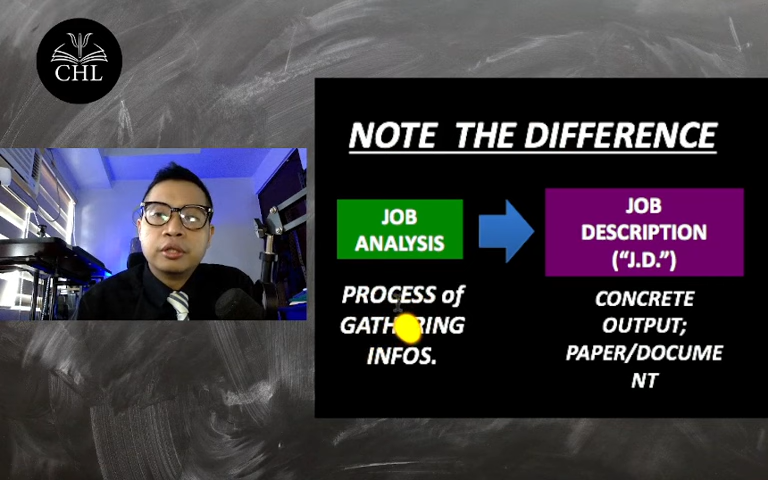 CHL
NOTE THE DIFFERENCE
JOB
ANALYSIS
PROCESS of
GATHERING
INFOS.
JOB
DESCRIPTION
("J.D.")
CONCRETE
OUTPUT;
PAPER/DOCUME
NT